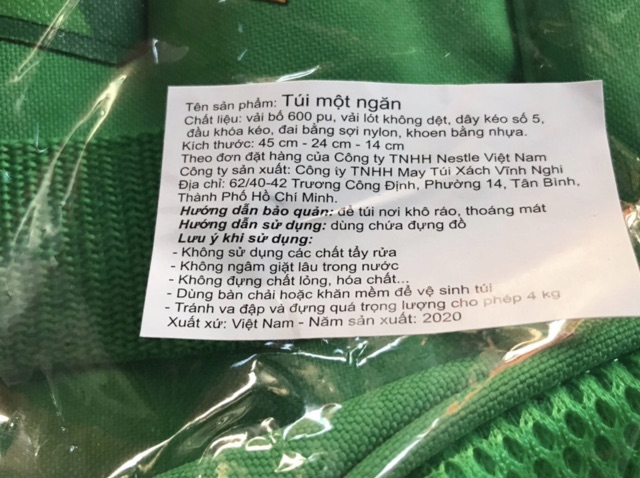 Tên sản phẩm: Túi một ngăn
Chất liệu: vải bố 600 pu, vải lót không dệt, dây kéo số 5,
đầu khóa kéo, đai bằng sợi nylon, khoen bằng nhựa.
Kích thước: 45 cm - 24 cm - 14 cm
Theo đơn đặt hàng của Công ty TNHH Nestle Việt Nam
Công ty sản xuất: Công ty TNHH May Túi Xách Vĩnh Nghi
Địa chỉ: 62/40-42 Trương Công Định, Phường 14, Tân Bình,
Thành Phố Hồ Chí Minh.
Hướng dẫn bảo quản: để túi nơi khô ráo, thoáng mát
Hướng dẫn sử dụng: dùng chứa đựng đồ
Lưu ý khi sử dụng:
- Không sử dụng các chất tẩy rửa
- Không ngâm giặt lâu trong nước
- Không đựng chất lỏng, hóa chất...
- Dùng bàn chải hoặc khăn mềm để vệ sinh túi
- Tránh va đập và đựng quá trọng lượng cho phép 4 kg
Xuất xứ: Việt Nam - Năm sản xuất: 2020